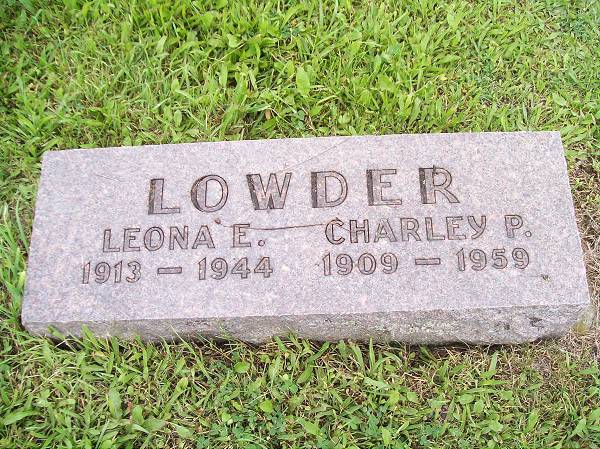 LOWDER
LEONA E. CHARLEY P.
1913 — 1944 1909 — 1959